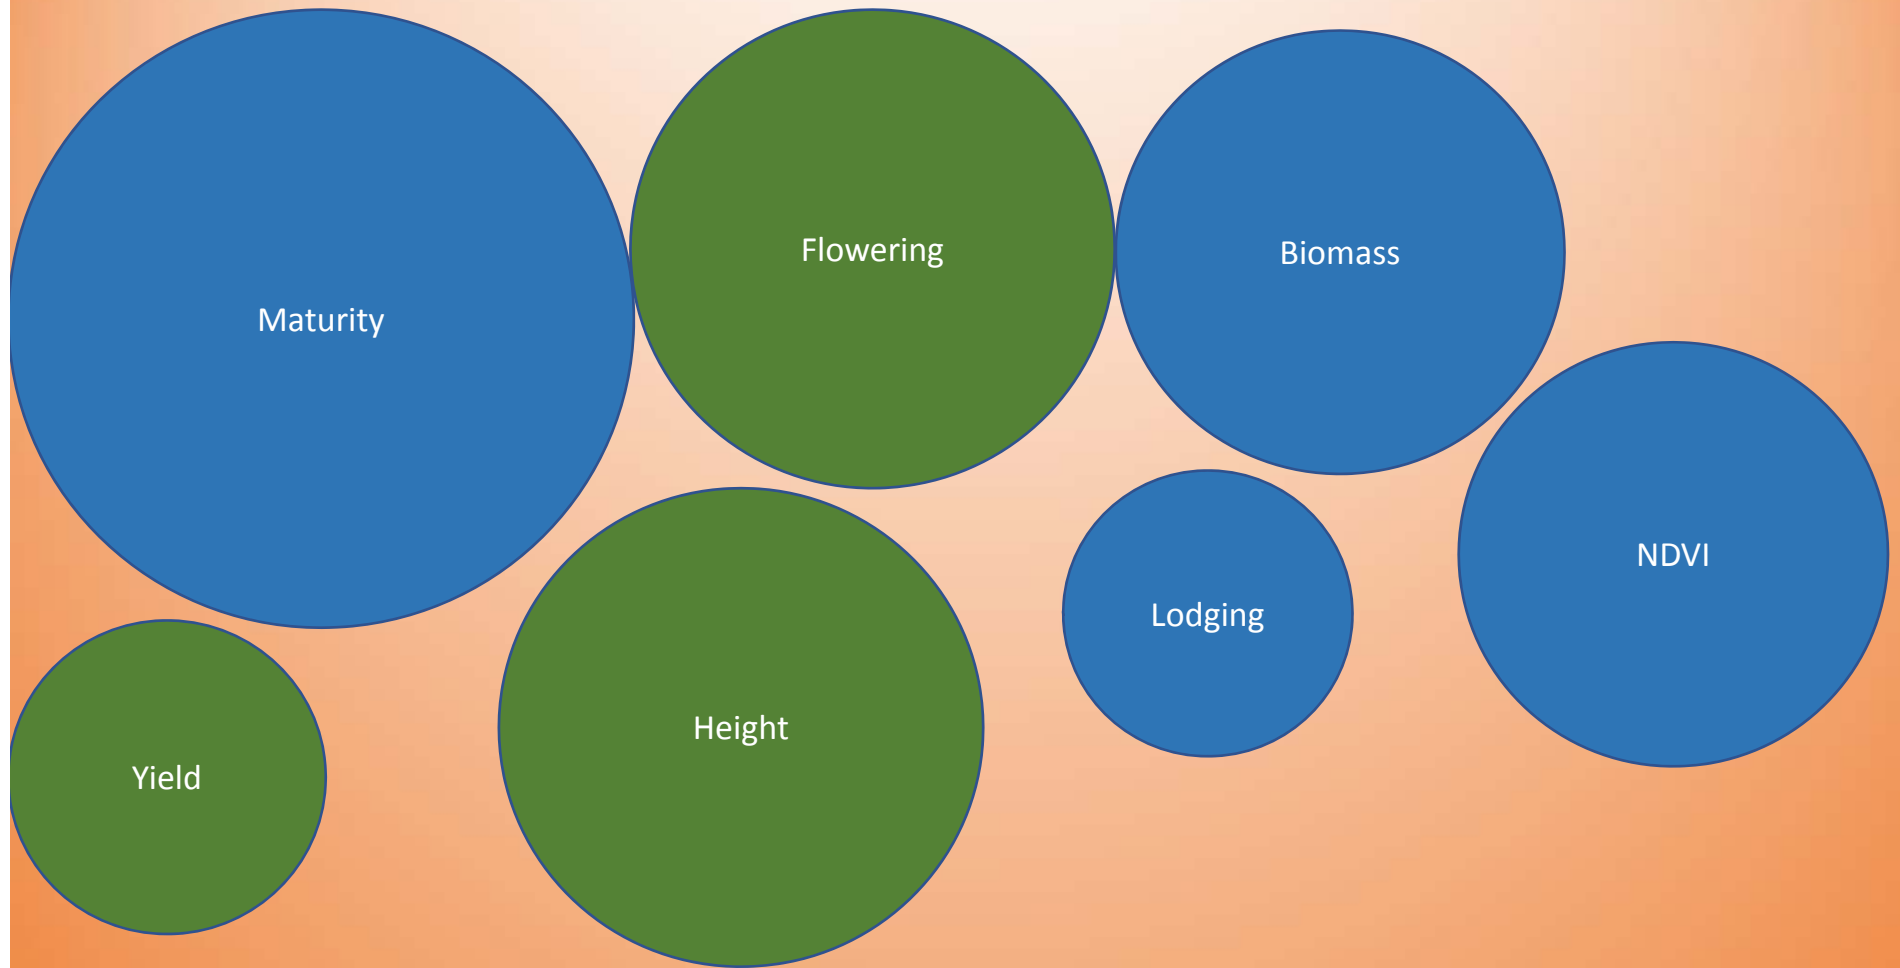 Flowering
Biomass
Maturity
NDVI
Lodging
Height
Yield